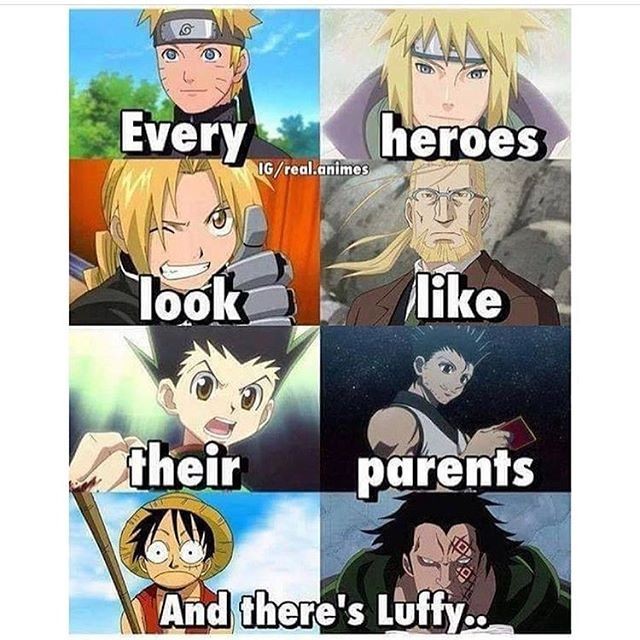 Every heroes
IG/real.animes
look like
their parents
And there's Luffy..